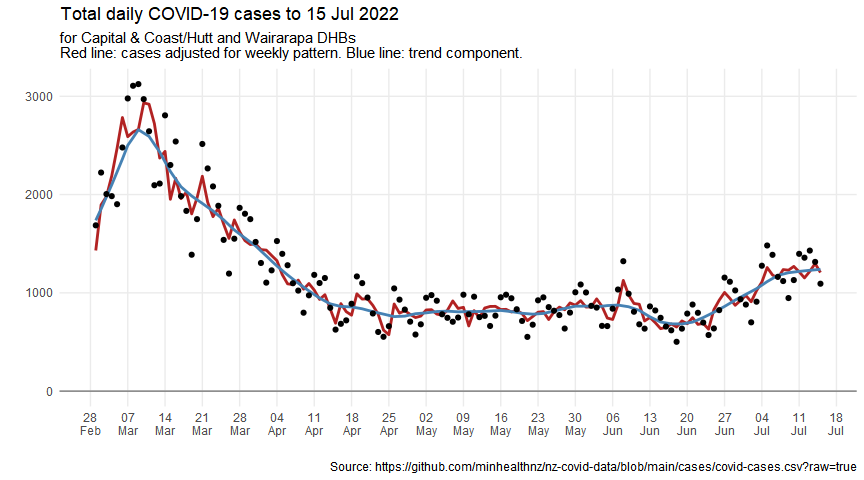 Total daily COVID-19 cases to 15 Jul 2022
for Capital & Coast/Hutt and Wairarapa DHBs
Red line: cases adjusted for weekly pattern. Blue line: trend component.
3000
2000
1000
0
28 07 14 21 28 04 11 18 25 02 09 16 23 30 06 13 20 27 04 11 18
Feb Mar Mar Mar Mar Apr Apr Apr Apr May May May May May Jun Jun Jun Jun Jul Jul Jul
Source: https://github.com/minhealthnz/nz-covid-data/blob/main/cases/covid-cases.csv?raw=true